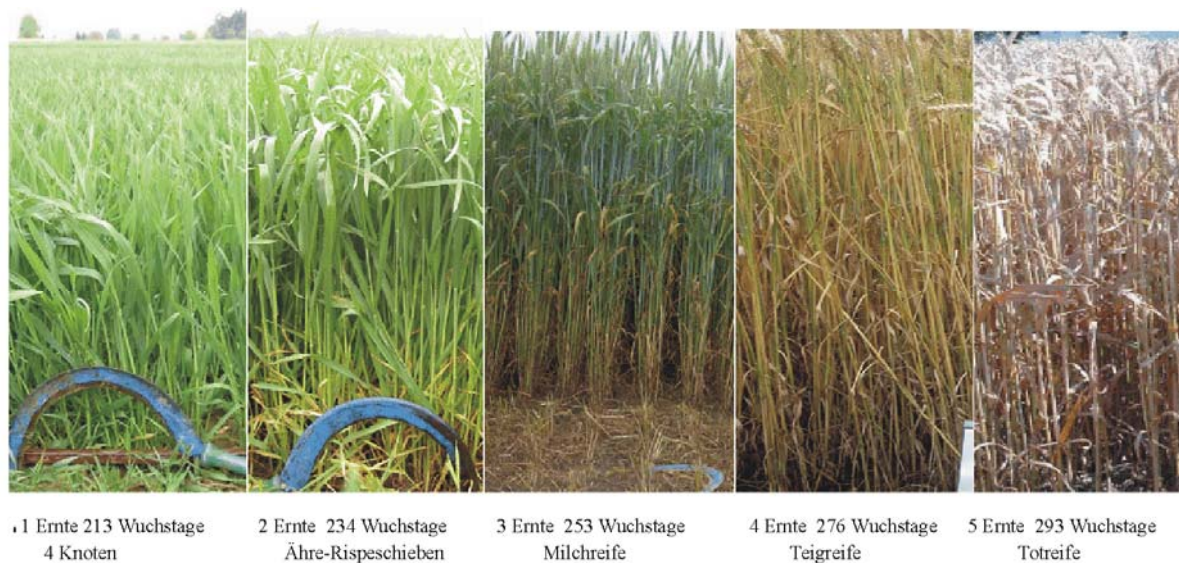 1 Ernte 213 Wuchstage
4 Knoten
2 Ernte 234 Wuchstage
Ähre-Rispeschieben
3 Ernte 253 Wuchstage
Milchreife
4 Ernte 276 Wuchstage
Teigreife
5 Ernte 293 Wuchstage
Totreife